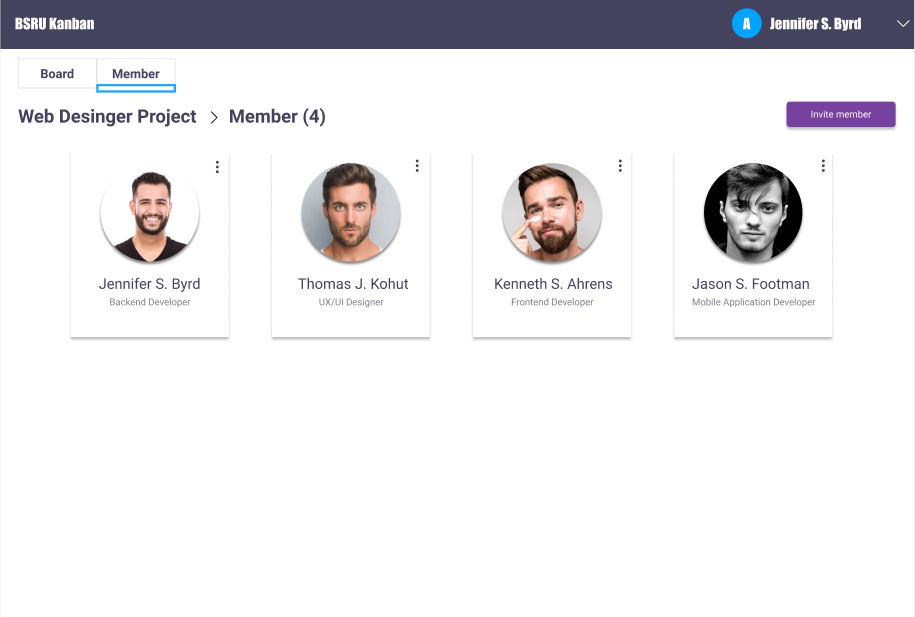 BSRU Kanban
A Jennifer S. Byrd
Board Member
Web Desinger Project > Member (4)
Invite member
Jennifer S. Byrd
Backend Developer
Thomas J. Kohut
UX/UI Designer
Kenneth S. Ahrens
Frontend Developer
Jason S. Footman
Mobile Application Developer